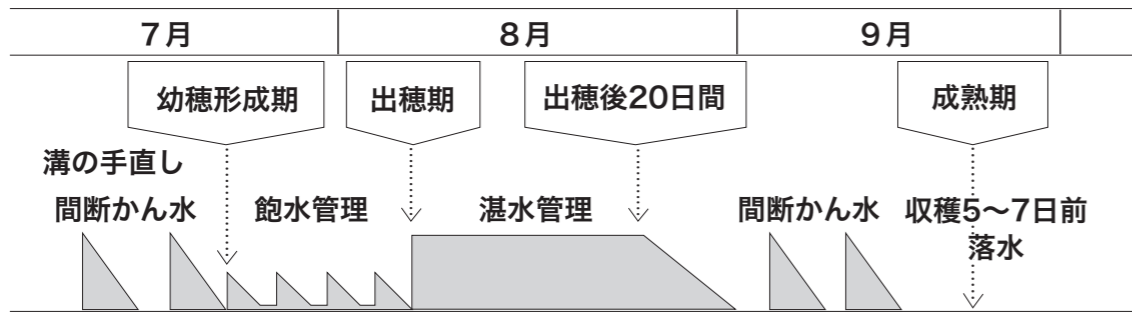 7月 8月 9月
幼穂形成期 出穂期 出穂後20日間 成熟期
溝の手直し
間断かん水 飽水管理 湛水管理 間断かん水 収穫5〜7日前
落水